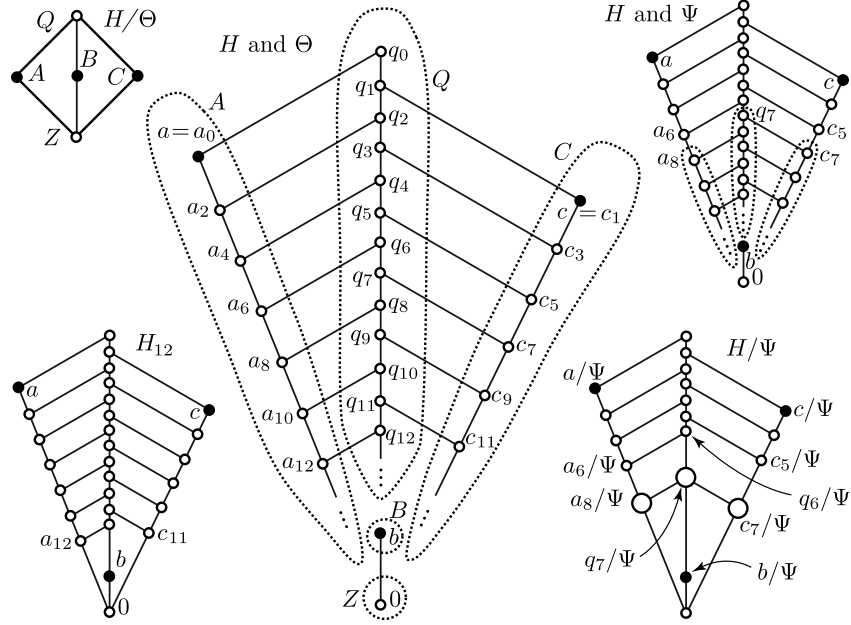 Q
H/Θ
A
B
C
Z
H and Θ
A
a = a₀
a₂
a₄
a₆
a₈
a₁₀
a₁₂
q₀
q₁
q₂
q₃
q₄
q₅
q₆
q₇
q₈
q₉
q₁₀
q₁₁
q₁₂
Q
C
c = c₁
c₃
c₅
c₇
c₉
c₁₁
B
b
Z
0
H and Ψ
a
c
a₆
a₈
q₇
c₅
c₇
b
0
H₁₂
a
c
a₁₂
c₁₁
b
0
H/Ψ
a/Ψ
c/Ψ
a₆/Ψ
c₅/Ψ
a₈/Ψ
q₆/Ψ
c₇/Ψ
q₇/Ψ
b/Ψ